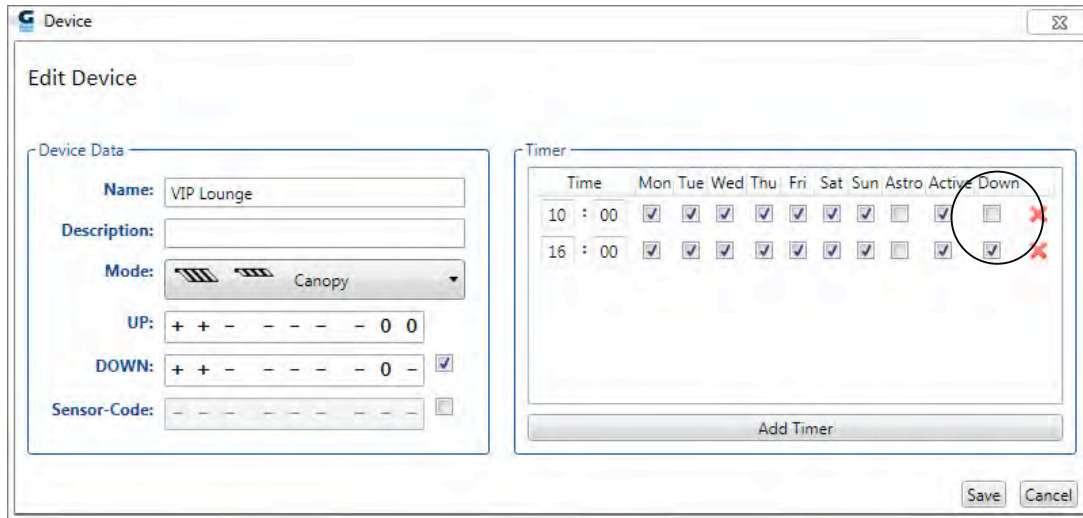 G Device
Edit Device
Device Data
Name: VIP Lounge
Description:
Mode: Canopy
UP: + + - - - - - 0 0
DOWN: + + - - - - - 0 -
Sensor-Code: - - - - - - - - -
Timer
Time Mon Tue Wed Thu Fri Sat Sun Astro Active Down
10 : 00
16 : 00
Add Timer
Save Cancel